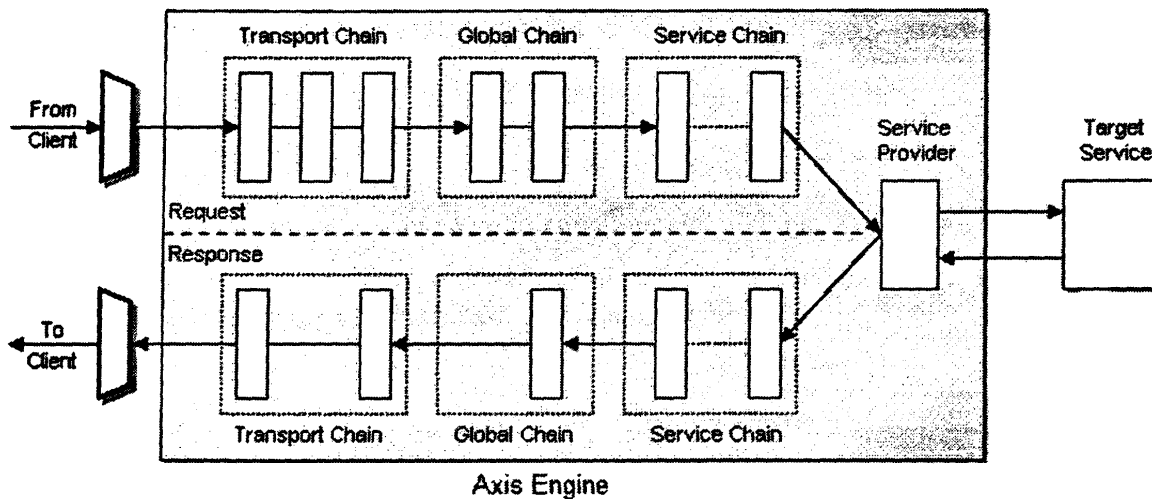 Transport Chain
Global Chain
Service Chain
From
Client
Service
Provider
Target
Service
Request
Response
To
Client
Transport Chain
Global Chain
Service Chain
Axis Engine